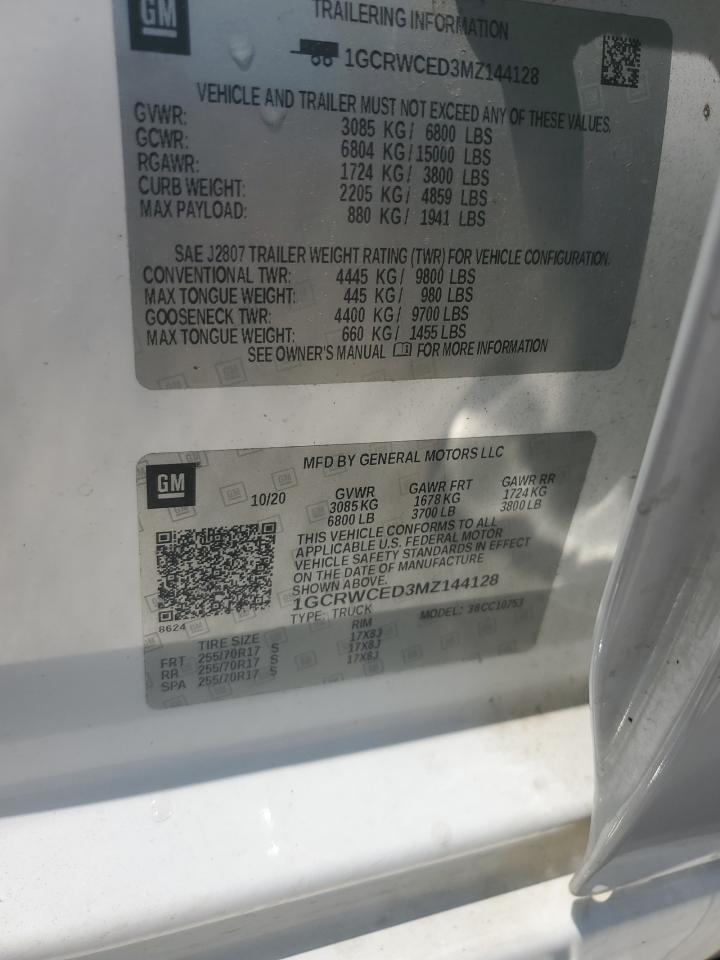 GM
TRAILERING INFORMATION
1GCRWCED3MZ144128
VEHICLE AND TRAILER MUST NOT EXCEED ANY OF THESE VALUES.
GVWR: 3085 KG/ 6800 LBS
GCWR: 6804 KG/15000 LBS
RGAWR: 1724 KG/ 3800 LBS
CURB WEIGHT: 2205 KG/ 4859 LBS
MAX PAYLOAD: 880 KG/ 1941 LBS
SAE J2807 TRAILER WEIGHT RATING (TWR) FOR VEHICLE CONFIGURATION.
CONVENTIONAL TWR: 4445 KG/ 9800 LBS
MAX TONGUE WEIGHT: 445 KG/ 980 LBS
GOOSENECK TWR: 4400 KG/ 9700 LBS
MAX TONGUE WEIGHT: 660 KG/ 1455 LBS
SEE OWNER'S MANUAL FOR MORE INFORMATION
GM
MFD BY GENERAL MOTORS LLC
10/20 GVWR GAWR FRT GAWR RR
3085 KG 1678 KG 1724 KG
6800 LB 3700 LB 3800 LB
THIS VEHICLE CONFORMS TO ALL
APPLICABLE U.S. FEDERAL MOTOR
VEHICLE SAFETY STANDARDS IN EFFECT
ON THE DATE OF MANUFACTURE
SHOWN ABOVE.
1GCRWCED3MZ144128
8624 TYPE: TRUCK MODEL: 38CC10753
TIRE SIZE RIM
FRT 255/70R17 S 17X8J
RR 255/70R17 S 17X8J
SPA 255/70R17 S 17X8J